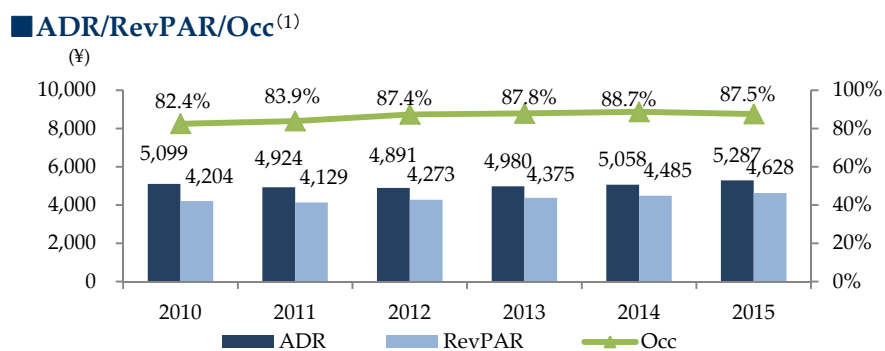 ■ADR/RevPAR/Occ(1)
(¥)
10,000 82.4% 83.9% 87.4% 87.8% 88.7% 87.5% 100%
8,000 80%
6,000 5,099 4,204 4,924 4,129 4,891 4,273 4,980 4,375 5,058 4,485 5,287 4,628 60%
4,000 40%
2,000 20%
0 0%
2010 2011 2012 2013 2014 2015
ADR RevPAR Occ